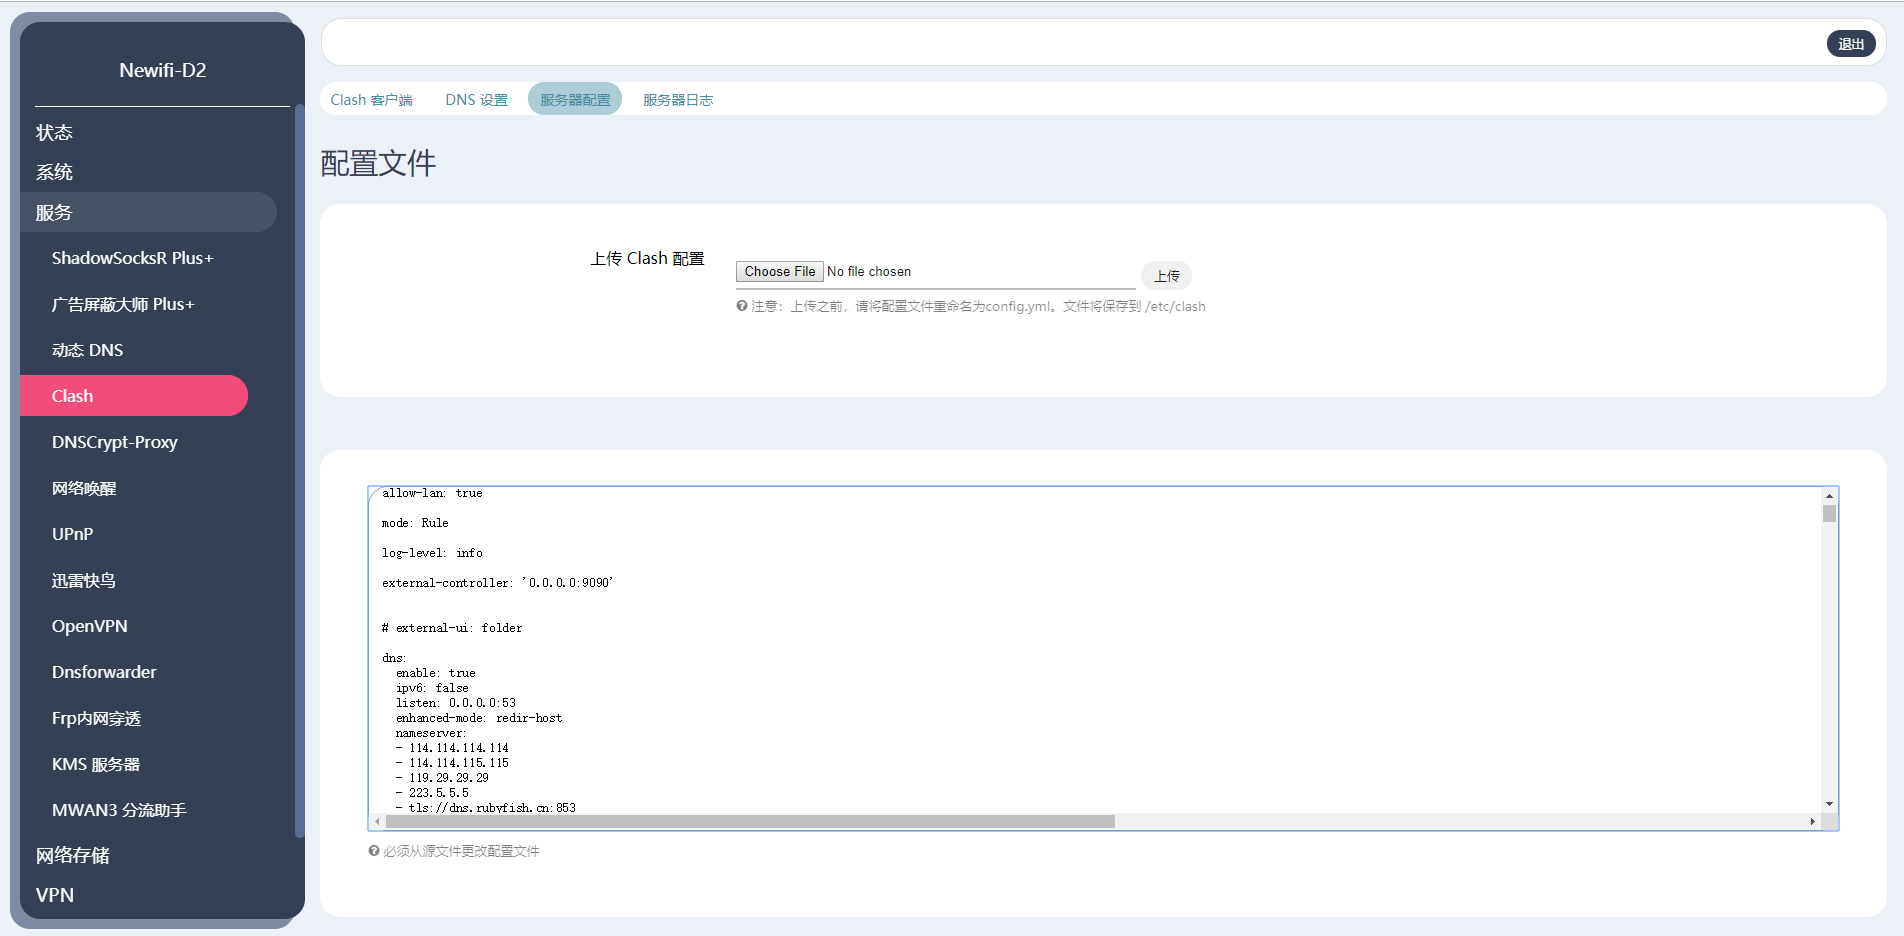 Newifi-D2
状态
系统
服务
ShadowSocksR Plus+
广告屏蔽大师 Plus+
动态 DNS
Clash
DNSCrypt-Proxy
网络唤醒
UPnP
迅雷快鸟
OpenVPN
Dnsforwarder
Frp内网穿透
KMS 服务器
MWAN3 分流助手
网络存储
VPN
退出
Clash 客户端 DNS 设置 服务器配置 服务器日志
配置文件
上传 Clash 配置
Choose File No file chosen 上传
注意：上传之前，请将配置文件重命名为config.yml。文件将保存到 /etc/clash
allow-lan: true
mode: Rule
log-level: info
external-controller: '0.0.0.0:9090'
# external-ui: folder
dns:
enable: true
ipv6: false
listen: 0.0.0.0:53
enhanced-mode: redir-host
nameserver:
- 114.114.114.114
- 114.114.115.115
- 119.29.29.29
- 223.5.5.5
- tls://dns.rubyfish.cn:853
必须从源文件更改配置文件